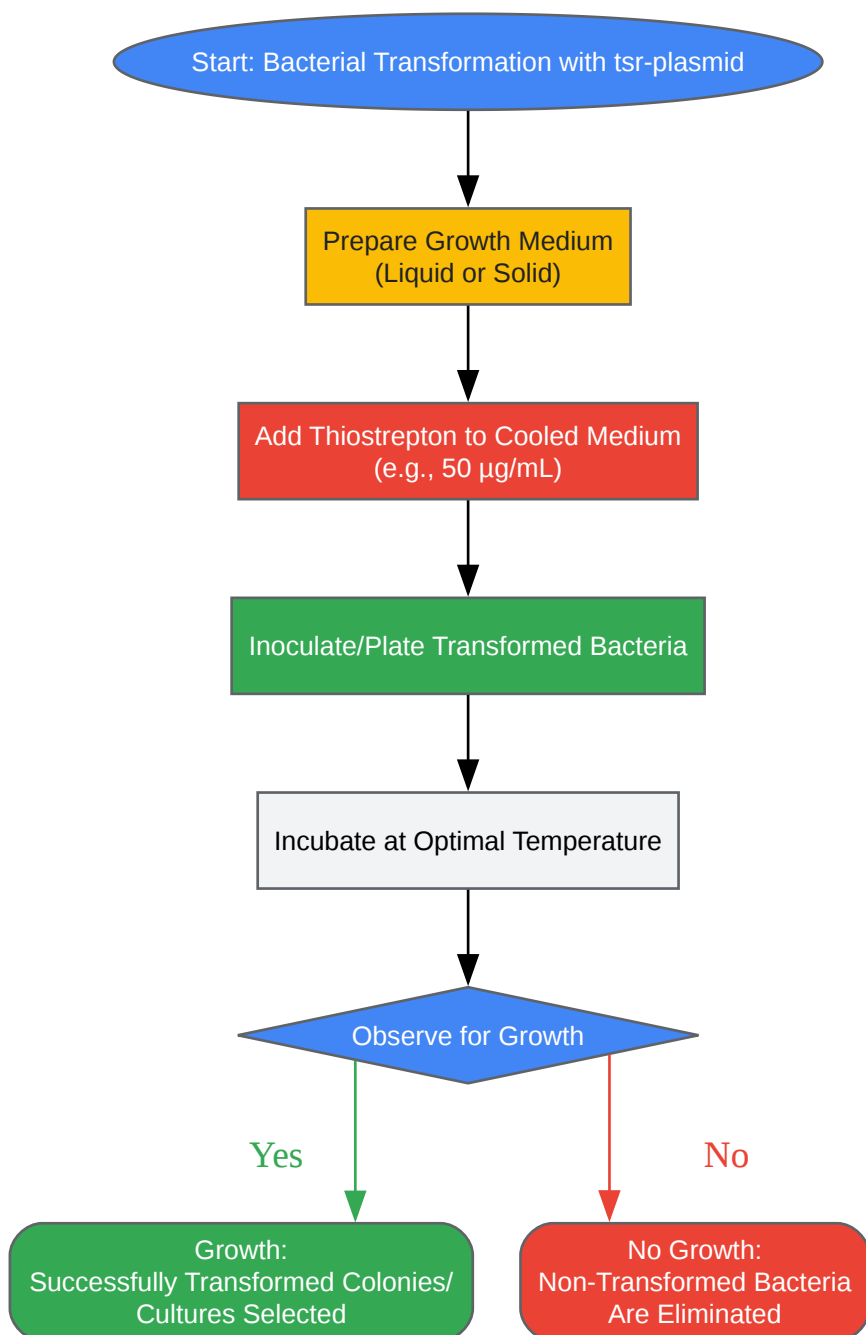 Start: Bacterial Transformation with tsr-plasmid
Prepare Growth Medium
(Liquid or Solid)
Add Thiostrepton to Cooled Medium
(e.g., 50 µg/mL)
Inoculate/Plate Transformed Bacteria
Incubate at Optimal Temperature
Observe for Growth
Yes
No
Growth:
Successfully Transformed Colonies/
Cultures Selected
No Growth:
Non-Transformed Bacteria
Are Eliminated